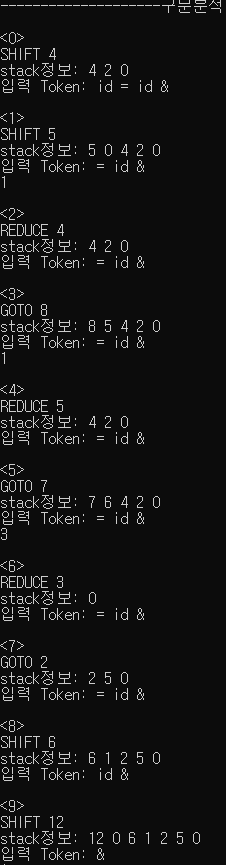 --------------------구문분석
<0>
SHIFT 4
stack정보: 4 2 0
입력 Token: id = id &
<1>
SHIFT 5
stack정보: 5 0 4 2 0
입력 Token: = id &
1
<2>
REDUCE 4
stack정보: 4 2 0
입력 Token: = id &
<3>
GOTO 8
stack정보: 8 5 4 2 0
입력 Token: = id &
1
<4>
REDUCE 5
stack정보: 4 2 0
입력 Token: = id &
<5>
GOTO 7
stack정보: 7 6 4 2 0
입력 Token: = id &
3
<6>
REDUCE 3
stack정보: 0
입력 Token: = id &
<7>
GOTO 2
stack정보: 2 5 0
입력 Token: = id &
<8>
SHIFT 6
stack정보: 6 1 2 5 0
입력 Token: id &
<9>
SHIFT 12
stack정보: 12 0 6 1 2 5 0
입력 Token: &